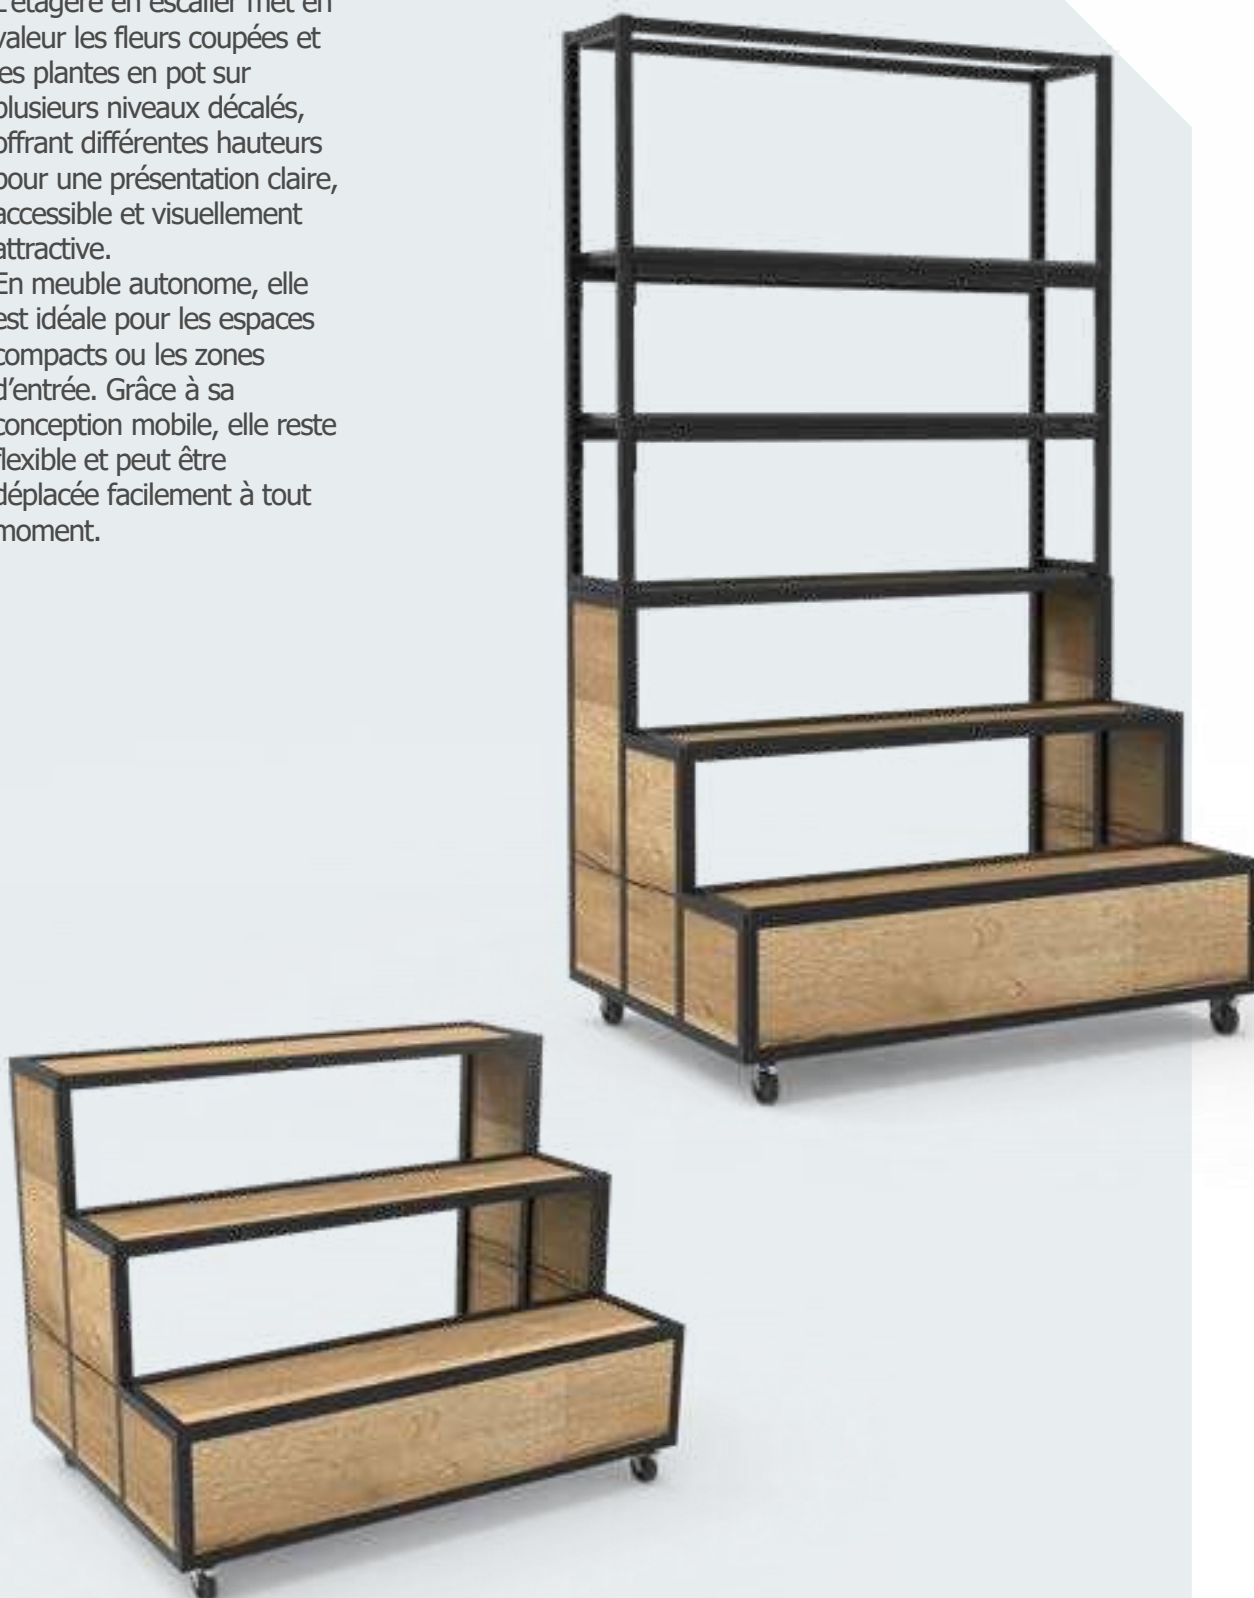 L'étagère en escalier met en
valeur les fleurs coupées et
les plantes en pot sur
plusieurs niveaux décalés,
offrant différentes hauteurs
pour une présentation claire,
accessible et visuellement
attractive.
En meuble autonome, elle
est idéale pour les espaces
compacts ou les zones
d'entrée. Grâce à sa
conception mobile, elle reste
flexible et peut être
déplacée facilement à tout
moment.